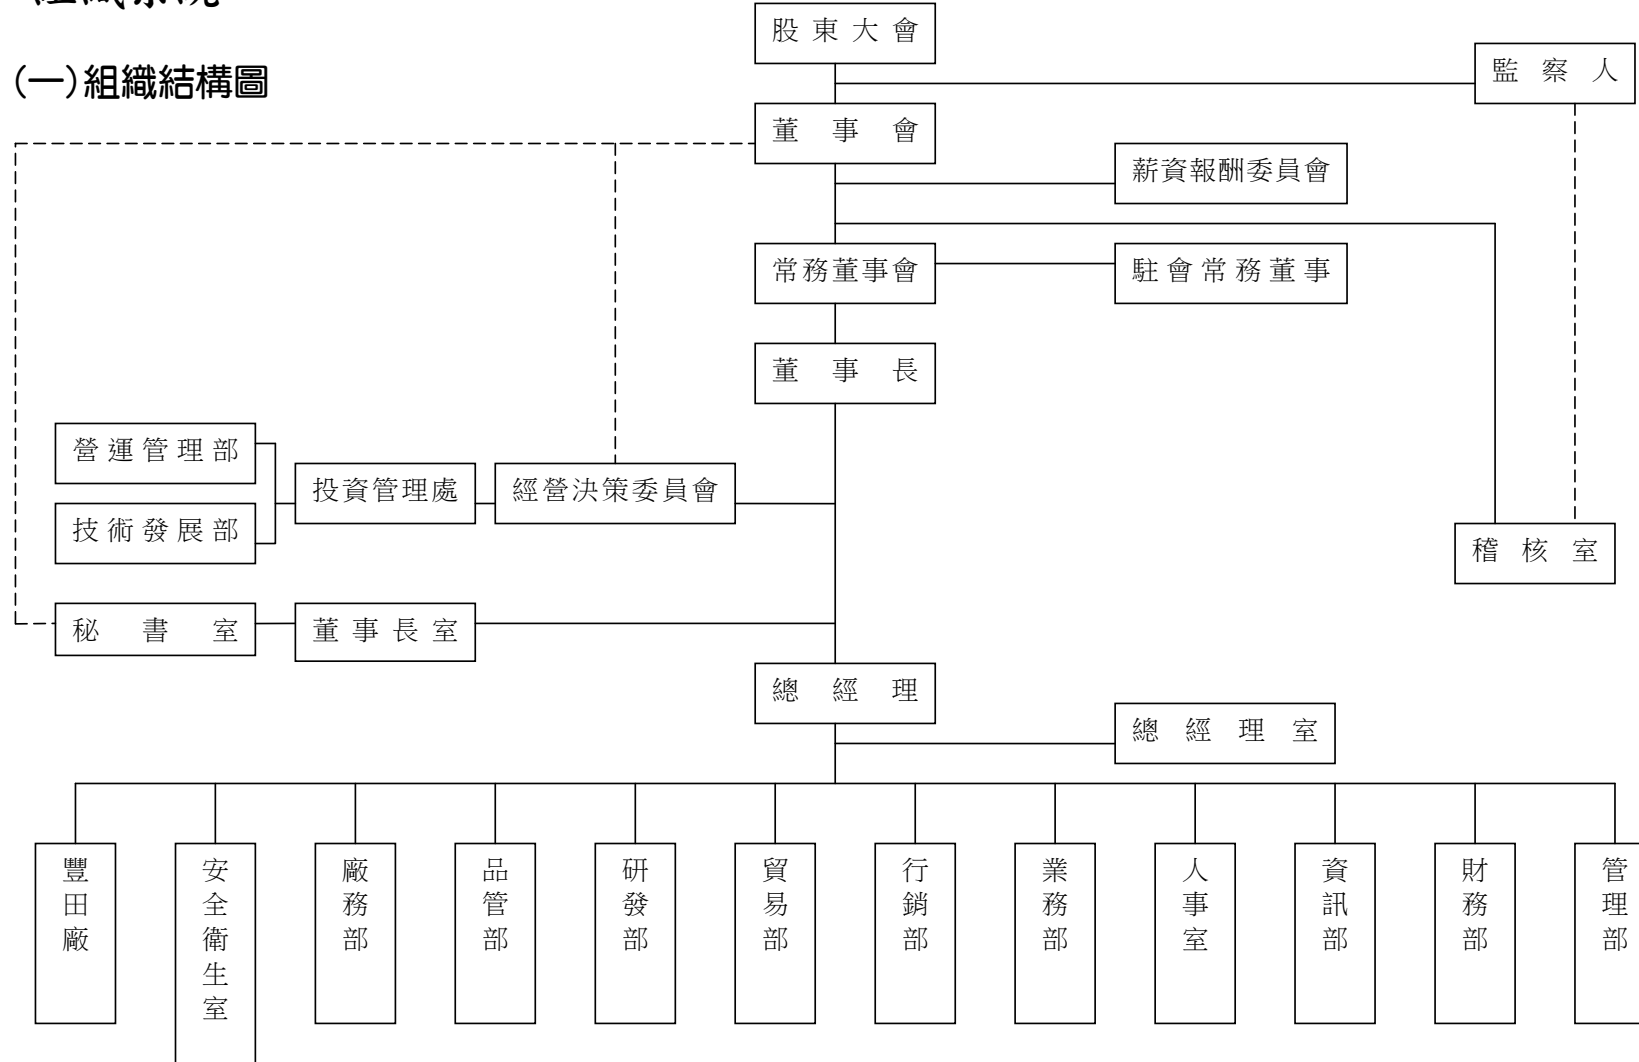 組織系統
(一)組織結構圖
股東大會
監察人
董事會
薪資報酬委員會
常務董事會
駐會常務董事
董事長
營運管理部
投資管理處
經營決策委員會
技術發展部
稽核室
秘書室
董事長室
總經理
總經理室
豐田廠
安全衛生室
廠務部
品管部
研發部
貿易部
行銷部
業務部
人事室
資訊部
財務部
管理部